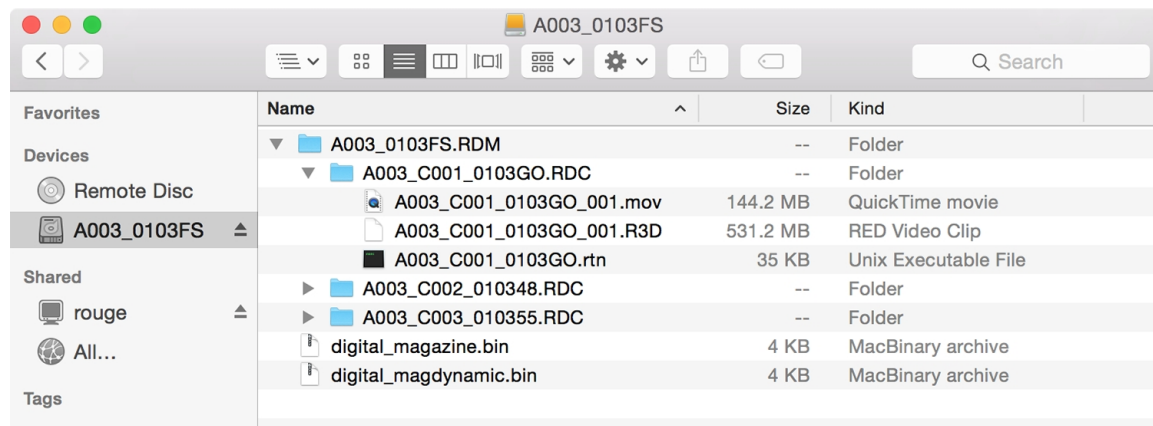 A003_0103FS
Search
Favorites
Devices
Remote Disc
A003_0103FS
Shared
rouge
All...
Tags
Name Size Kind
A003_0103FS.RDM -- Folder
A003_C001_0103GO.RDC -- Folder
A003_C001_0103GO_001.mov 144.2 MB QuickTime movie
A003_C001_0103GO_001.R3D 531.2 MB RED Video Clip
A003_C001_0103GO.rtn 35 KB Unix Executable File
A003_C002_010348.RDC -- Folder
A003_C003_010355.RDC -- Folder
digital_magazine.bin 4 KB MacBinary archive
digital_magdynamic.bin 4 KB MacBinary archive